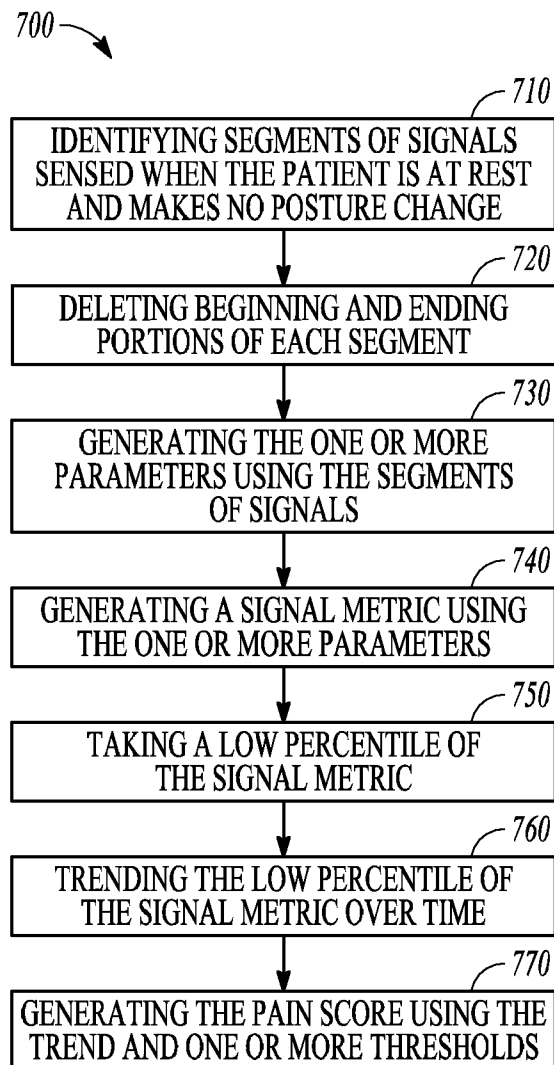 700
710
IDENTIFYING SEGMENTS OF SIGNALS
SENSED WHEN THE PATIENT IS AT REST
AND MAKES NO POSTURE CHANGE
720
DELETING BEGINNING AND ENDING
PORTIONS OF EACH SEGMENT
730
GENERATING THE ONE OR MORE
PARAMETERS USING THE SEGMENTS
OF SIGNALS
740
GENERATING A SIGNAL METRIC USING
THE ONE OR MORE PARAMETERS
750
TAKING A LOW PERCENTILE OF
THE SIGNAL METRIC
760
TRENDING THE LOW PERCENTILE OF
THE SIGNAL METRIC OVER TIME
770
GENERATING THE PAIN SCORE USING THE
TREND AND ONE OR MORE THRESHOLDS